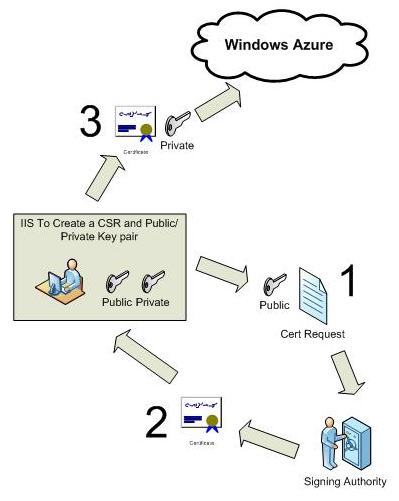 Windows Azure
3
Certificate
Private
IIS To Create a CSR and Public/
Private Key pair
Public Private
Public
1
Cert Request
2
Certificate
Signing Authority